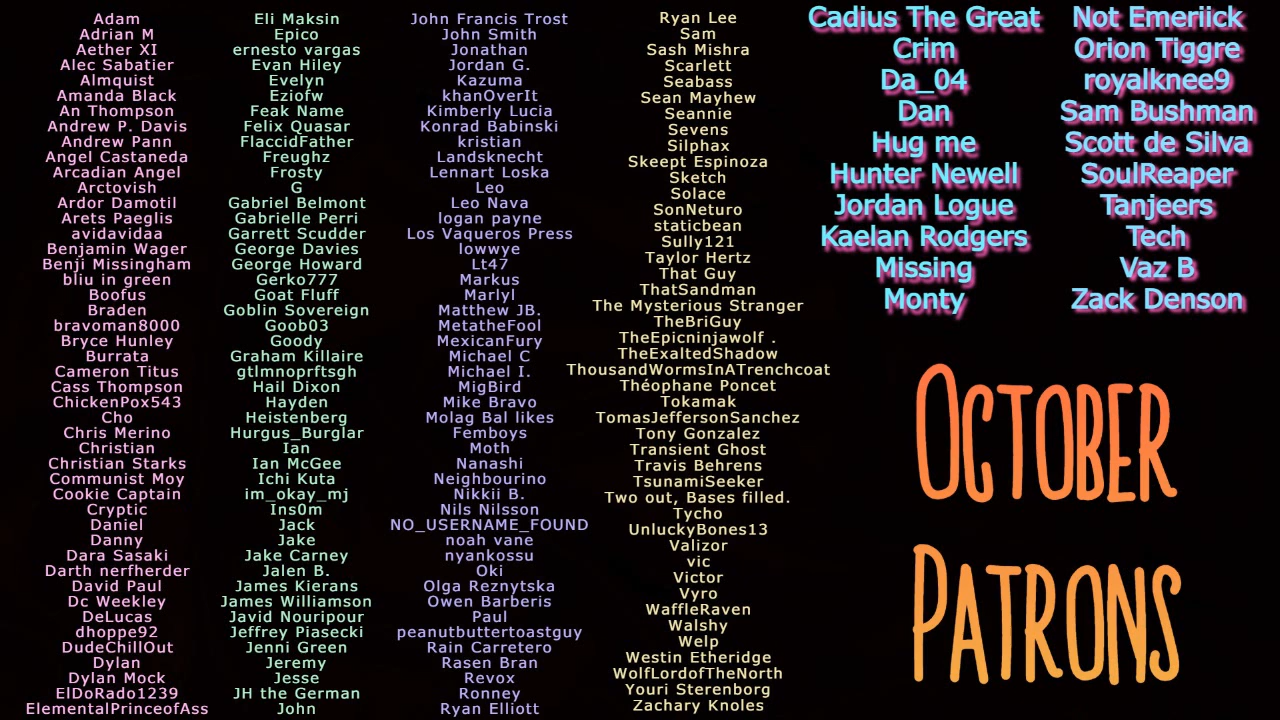 Adam
Adrian M
Aether XI
Alec Sabatier
Almquist
Amanda Black
An Thompson
Andrew P. Davis
Andrew Pann
Angel Castaneda
Arcadian Angel
Arctovish
Ardor Damotil
Arets Paeglis
avidavidaa
Benjamin Wager
Benji Missingham
bliu in green
Boofus
Braden
bravoman8000
Bryce Hunley
Burrata
Cameron Titus
Cass Thompson
ChickenPox543
Cho
Chris Merino
Christian
Christian Starks
Communist Moy
Cookie Captain
Cryptic
Daniel
Danny
Dara Sasaki
Darth nerfherder
David Paul
Dc Weekley
DeLucas
dhoppe92
DudeChillOut
Dylan
Dylan Mock
ElDoRado1239
ElementalPrinceofAss
Eli Maksin
Epico
ernesto vargas
Evan Hiley
Evelyn
Eziofw
Feak Name
Felix Quasar
FlaccidFather
Freughz
Frosty
G
Gabriel Belmont
Gabrielle Perri
Garrett Scudder
George Davies
George Howard
Gerko777
Goat Fluff
Goblin Sovereign
Goob03
Goody
Graham Killaire
gtlmnoprftsgh
Hail Dixon
Hayden
Heistenberg
Hurgus_Burglar
Ian
Ian McGee
Ichi Kuta
im_okay_mj
Ins0m
Jack
Jake
Jake Carney
Jalen B.
James Kierans
James Williamson
Javid Nouripour
Jeffrey Piasecki
Jenni Green
Jeremy
Jesse
JH the German
John
John Francis Trost
John Smith
Jonathan
Jordan G.
Kazuma
khanOverIt
Kimberly Lucia
Konrad Babinski
kristian
Landsknecht
Lennart Loska
Leo
Leo Nava
logan payne
Los Vaqueros Press
lowwye
Lt47
Markus
Marlyl
Matthew JB.
MetatheFool
MexicanFury
Michael C
Michael I.
MigBird
Mike Bravo
Molag Bal likes
Femboys
Moth
Nanashi
Neighbourino
Nikkii B.
Nils Nilsson
NO_USERNAME_FOUND
noah vane
nyankossu
Oki
Olga Reznytska
Owen Barberis
Paul
peanutbuttertoastguy
Rain Carretero
Rasen Bran
Revox
Ronney
Ryan Elliott
Ryan Lee
Sam
Sash Mishra
Scarlett
Seabass
Sean Mayhew
Seannie
Sevens
Silphax
Skeept Espinoza
Sketch
Solace
SonNeturo
staticbean
Sully121
Taylor Hertz
That Guy
ThatSandman
The Mysterious Stranger
TheBriGuy
TheEpicninjawolf .
TheExaltedShadow
ThousandWormsInATrenchcoat
Théophane Poncet
Tokamak
TomasJeffersonSanchez
Tony Gonzalez
Transient Ghost
Travis Behrens
TsunamiSeeker
Two out, Bases filled.
Tycho
UnluckyBones13
Valizor
vic
Victor
Vyro
WaffleRaven
Walshy
Welp
Westin Etheridge
WolfLordofTheNorth
Youri Sterenborg
Zachary Knoles
Cadius The Great
Crim
Da_04
Dan
Hug me
Hunter Newell
Jordan Logue
Kaelan Rodgers
Missing
Monty
Not Emeriick
Orion Tiggre
royalknee9
Sam Bushman
Scott de Silva
SoulReaper
Tanjeers
Tech
Vaz B
Zack Denson
OCTOBER
PATRONS